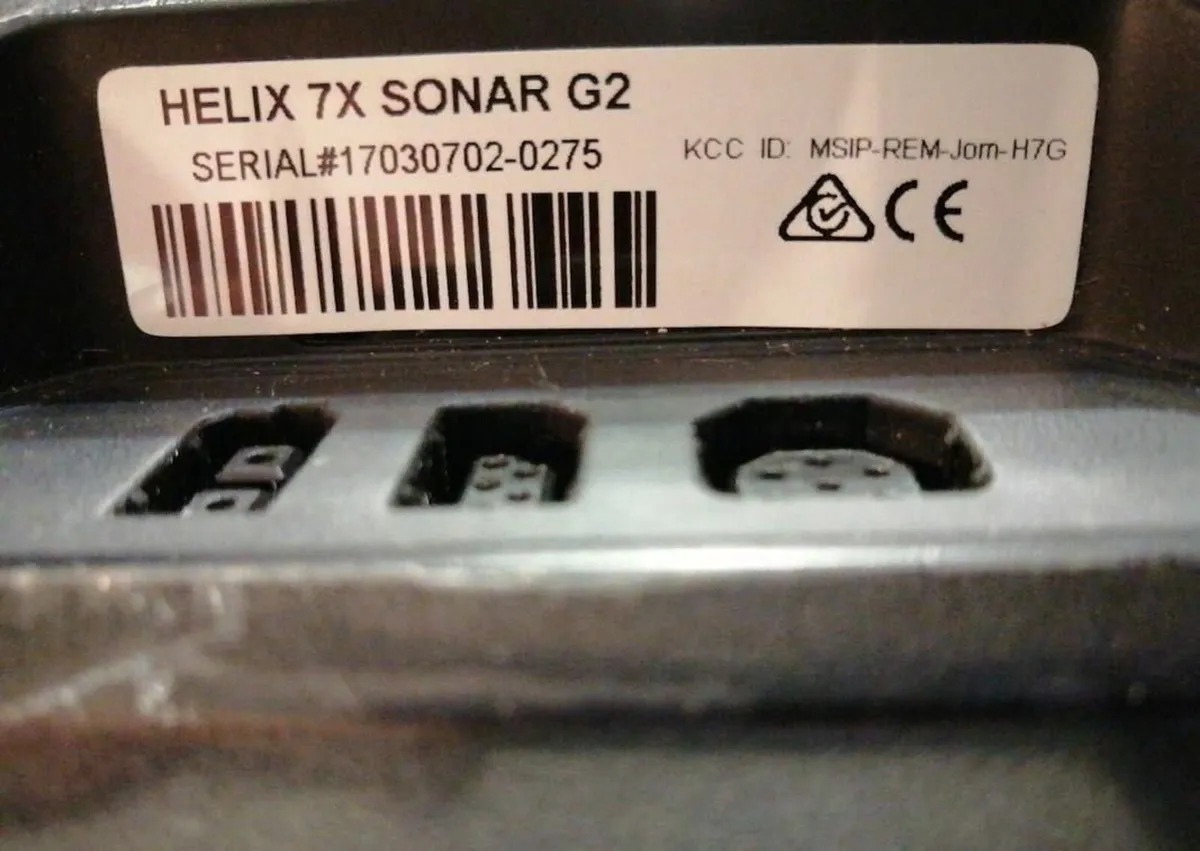 HELIX 7X SONAR G2
SERIAL#17030702-0275
KCC ID: MSIP-REM-Jom-H7G
CE